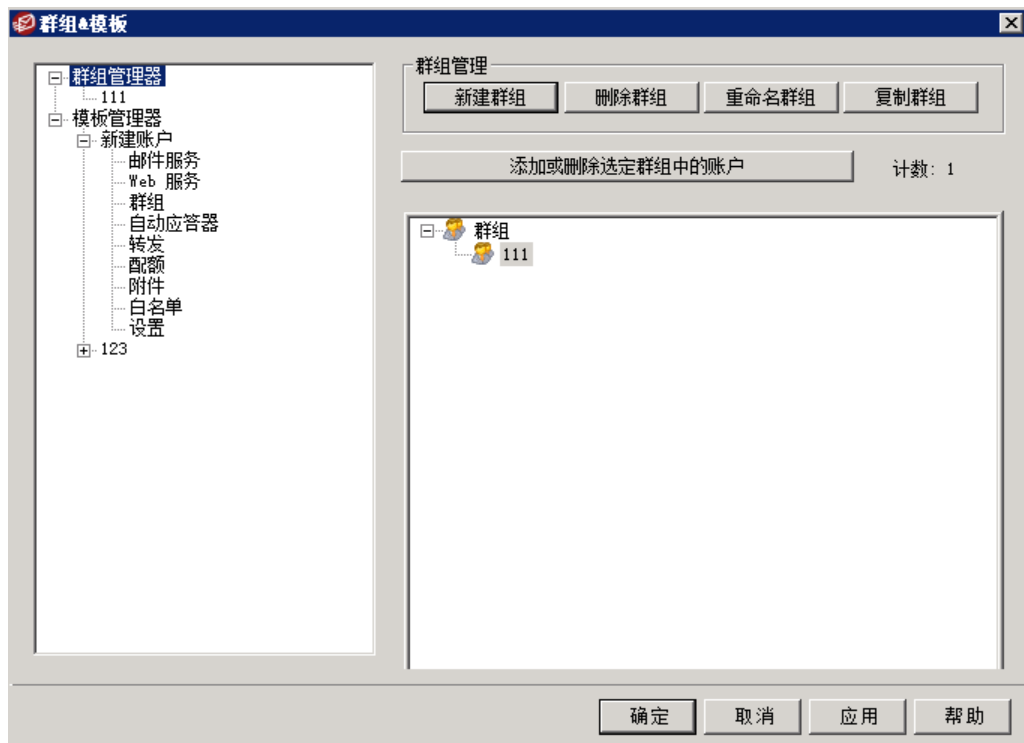 群组&模板
群组管理器
111
模板管理器
新建账户
邮件服务
Web 服务
群组
自动应答器
转发
配额
附件
白名单
设置
123
群组管理
新建群组 删除群组 重命名群组 复制群组
添加或删除选定群组中的账户 计数: 1
群组
111
确定 取消 应用 帮助